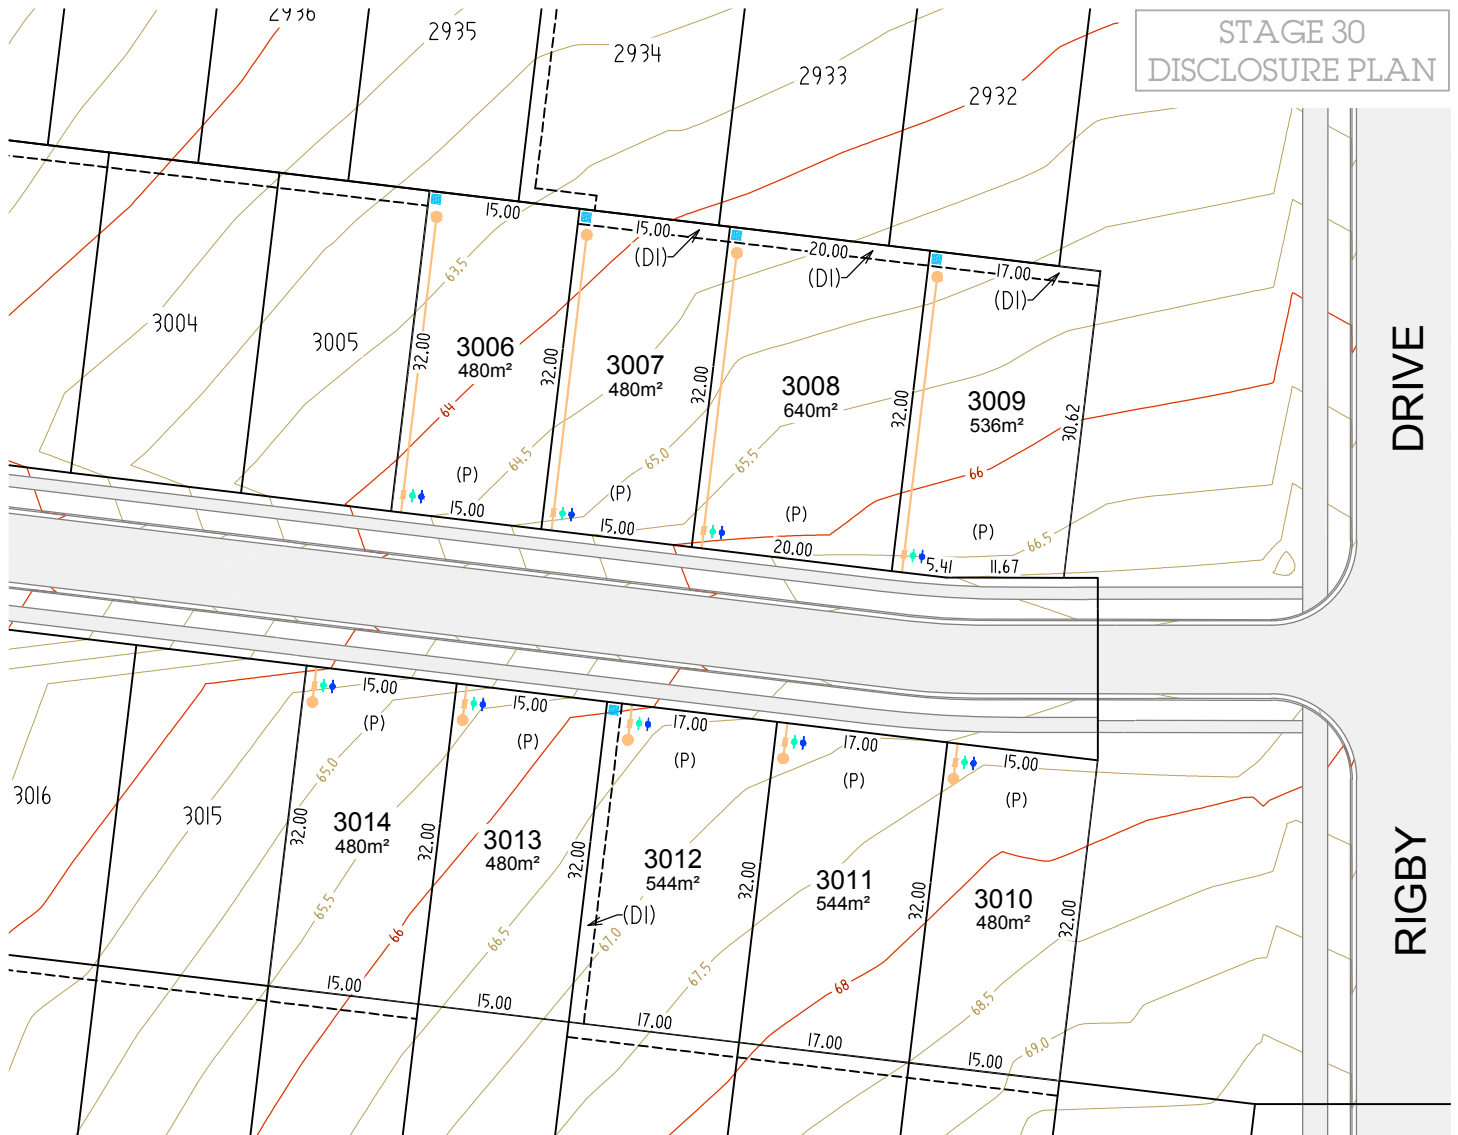 2936
2935
2934
2933
2932
STAGE 30
DISCLOSURE PLAN
15.00
15.00
20.00
17.00
(DI)
(DI)
(DI)
63.5
3004
3005
32.00
3006
480m²
32.00
3007
480m²
32.00
3008
640m²
32.00
3009
536m²
30.62
DRIVE
64
64.5
65.0
65.5
66
66.5
(P)
(P)
(P)
(P)
15.00
15.00
20.00
5.41
11.67
15.00
15.00
17.00
17.00
15.00
(P)
(P)
(P)
(P)
(P)
65.0
3016
3015
32.00
3014
480m²
32.00
3013
480m²
32.00
3012
544m²
32.00
3011
544m²
32.00
3010
480m²
32.00
RIGBY
(DI)
65.5
66
66.5
67.0
67.5
68
68.5
69.0
15.00
15.00
17.00
17.00
15.00